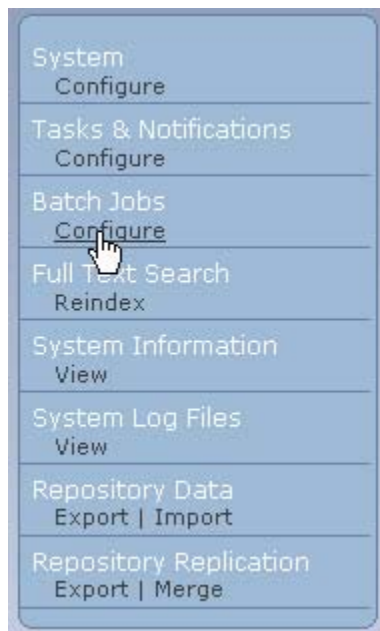 System
Configure
Tasks & Notifications
Configure
Batch Jobs
Configure
Full Text Search
Reindex
System Information
View
System Log Files
View
Repository Data
Export | Import
Repository Replication
Export | Merge